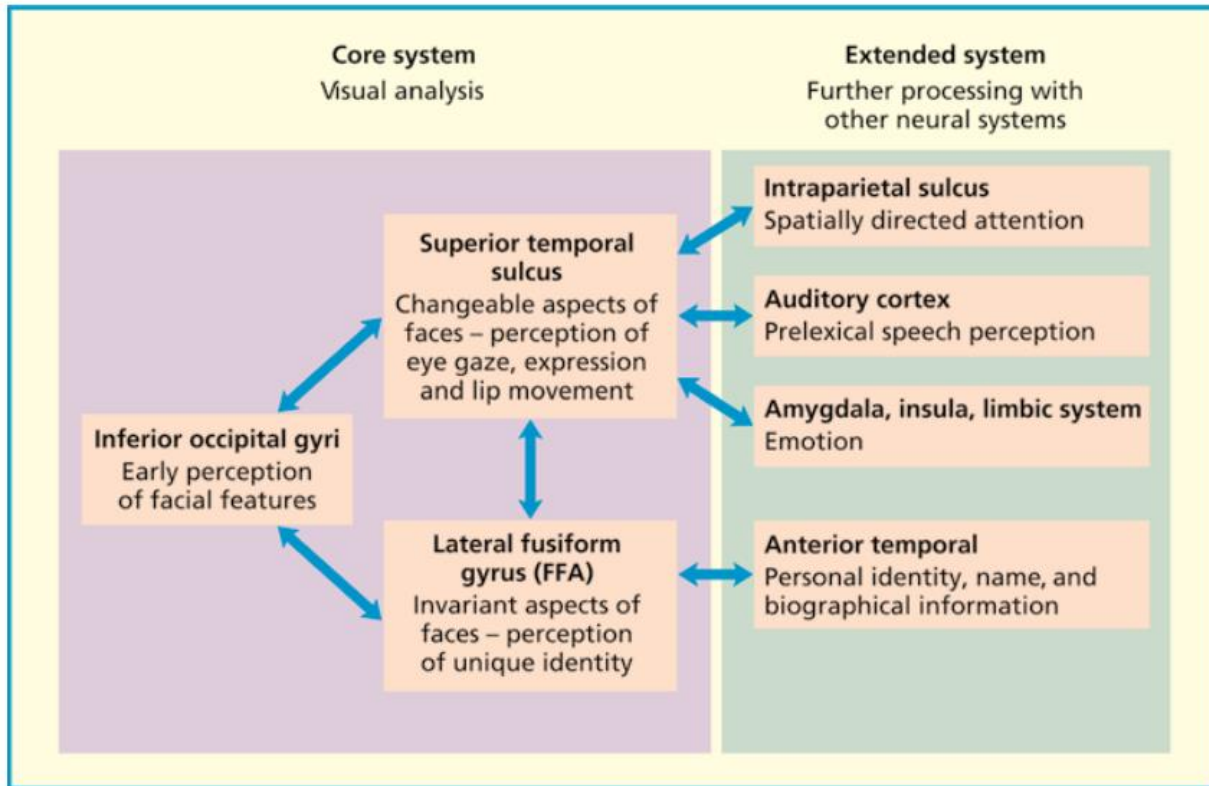 Core system
Visual analysis
Extended system
Further processing with
other neural systems
Inferior occipital gyri
Early perception
of facial features
Superior temporal
sulcus
Changeable aspects of
faces – perception of
eye gaze, expression
and lip movement
Lateral fusiform
gyrus (FFA)
Invariant aspects of
faces – perception
of unique identity
Intraparietal sulcus
Spatially directed attention
Auditory cortex
Prelexical speech perception
Amygdala, insula, limbic system
Emotion
Anterior temporal
Personal identity, name, and
biographical information